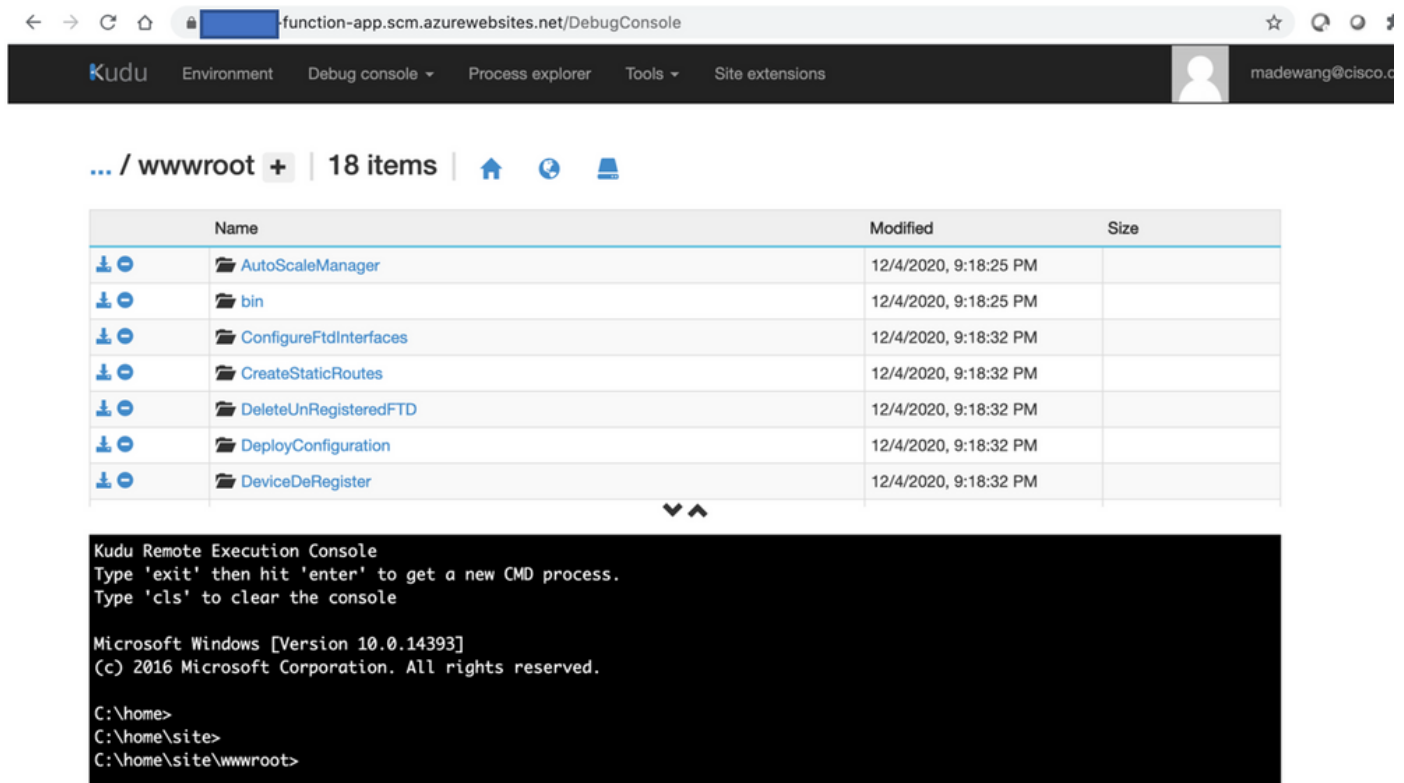 -function-app.scm.azurewebsites.net/DebugConsole
Kudu Environment Debug console Process explorer Tools Site extensions madewang@cisco.c
... / wwwroot + | 18 items |
Name Modified Size
AutoScaleManager 12/4/2020, 9:18:25 PM
bin 12/4/2020, 9:18:25 PM
ConfigureFtdInterfaces 12/4/2020, 9:18:32 PM
CreateStaticRoutes 12/4/2020, 9:18:32 PM
DeleteUnRegisteredFTD 12/4/2020, 9:18:32 PM
DeployConfiguration 12/4/2020, 9:18:32 PM
DeviceDeRegister 12/4/2020, 9:18:32 PM
Kudu Remote Execution Console
Type 'exit' then hit 'enter' to get a new CMD process.
Type 'cls' to clear the console
Microsoft Windows [Version 10.0.14393]
(c) 2016 Microsoft Corporation. All rights reserved.
C:\home>
C:\home\site>
C:\home\site\wwwroot>